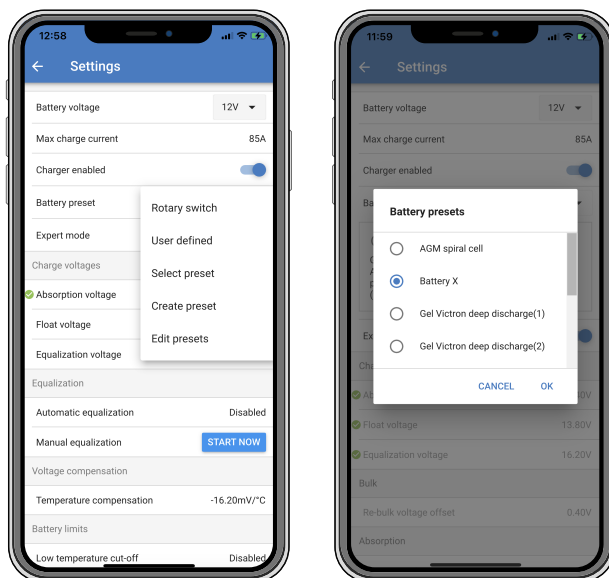 12:58
Settings
Battery voltage 12V
Max charge current 85A
Charger enabled
Battery preset
Rotary switch
User defined
Expert mode
Select preset
Charge voltages
Absorption voltage
Create preset
Float voltage
Edit presets
Equalization voltage
Equalization
Automatic equalization Disabled
Manual equalization START NOW
Voltage compensation
Temperature compensation -16.20mV/°C
Battery limits
Low temperature cut-off Disabled
11:59
Settings
Battery voltage 12V
Max charge current 85A
Charger enabled
Ba
Battery presets
AGM spiral cell
Battery X
Gel Victron deep discharge(1)
Ex
Gel Victron deep discharge(2)
Cha
CANCEL OK
Ab 40V
Float voltage 13.80V
Equalization voltage 16.20V
Bulk
Re-bulk voltage offset 0.40V
Absorption